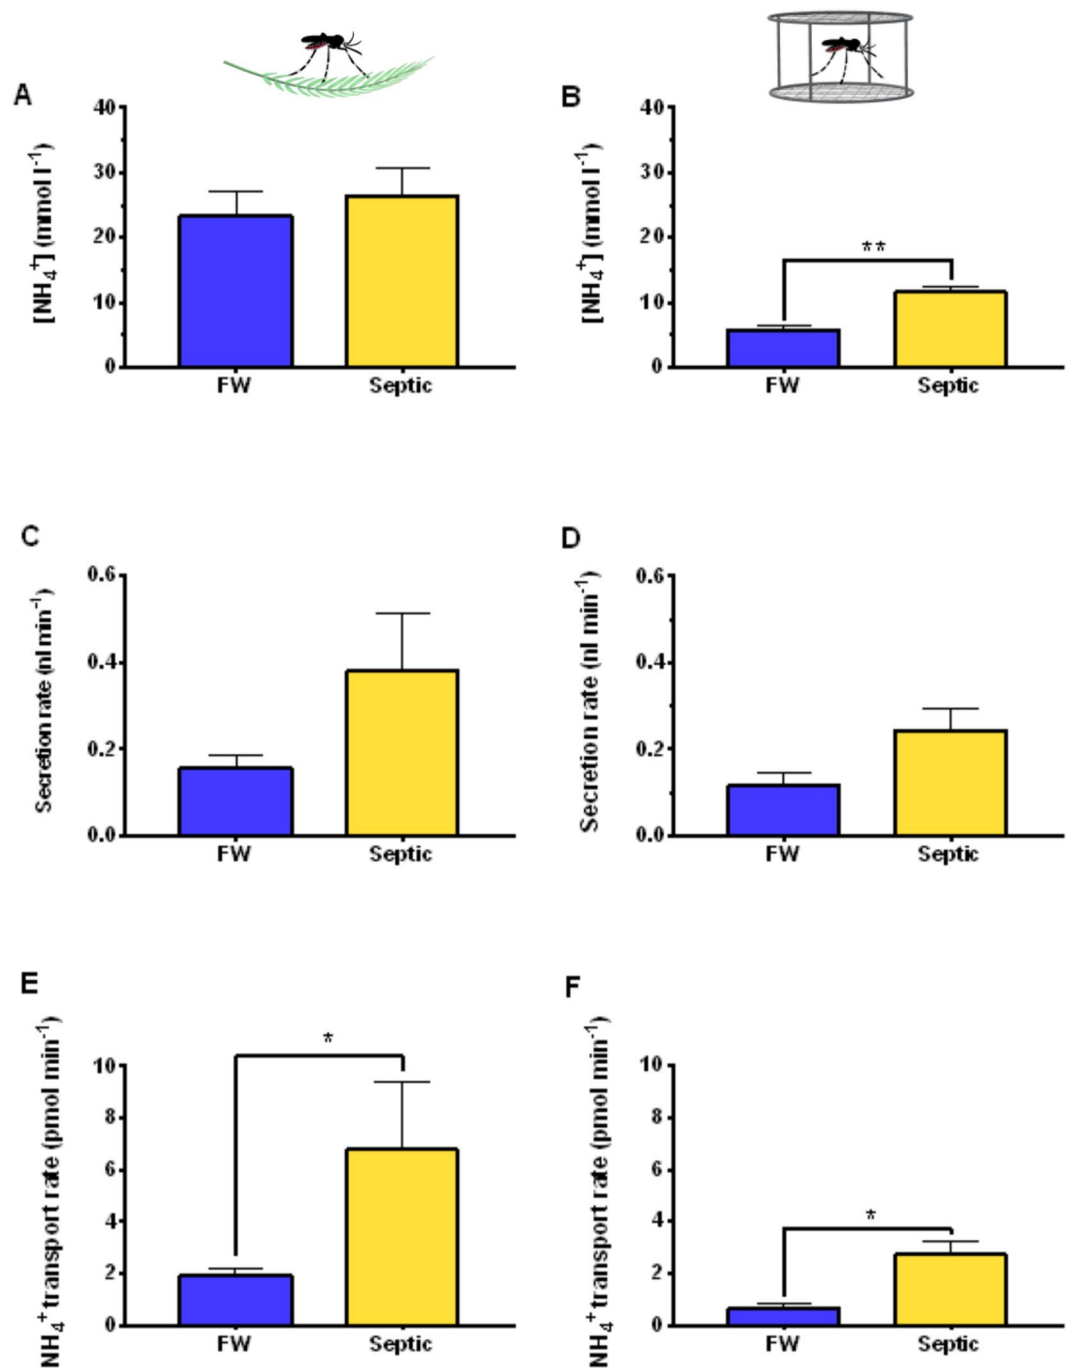 A
[NH4+] (mmol l-1)
40
30
20
10
0
FW Septic
B
[NH4+] (mmol l-1)
40
30
20
10
0
**
FW Septic
C
Secretion rate (nl min-1)
0.6
0.4
0.2
0.0
FW Septic
D
Secretion rate (nl min-1)
0.6
0.4
0.2
0.0
FW Septic
E
NH4+ transport rate (pmol min-1)
*
10
8
6
4
2
0
FW Septic
F
NH4+ transport rate (pmol min-1)
10
8
6
4
*
2
0
FW Septic